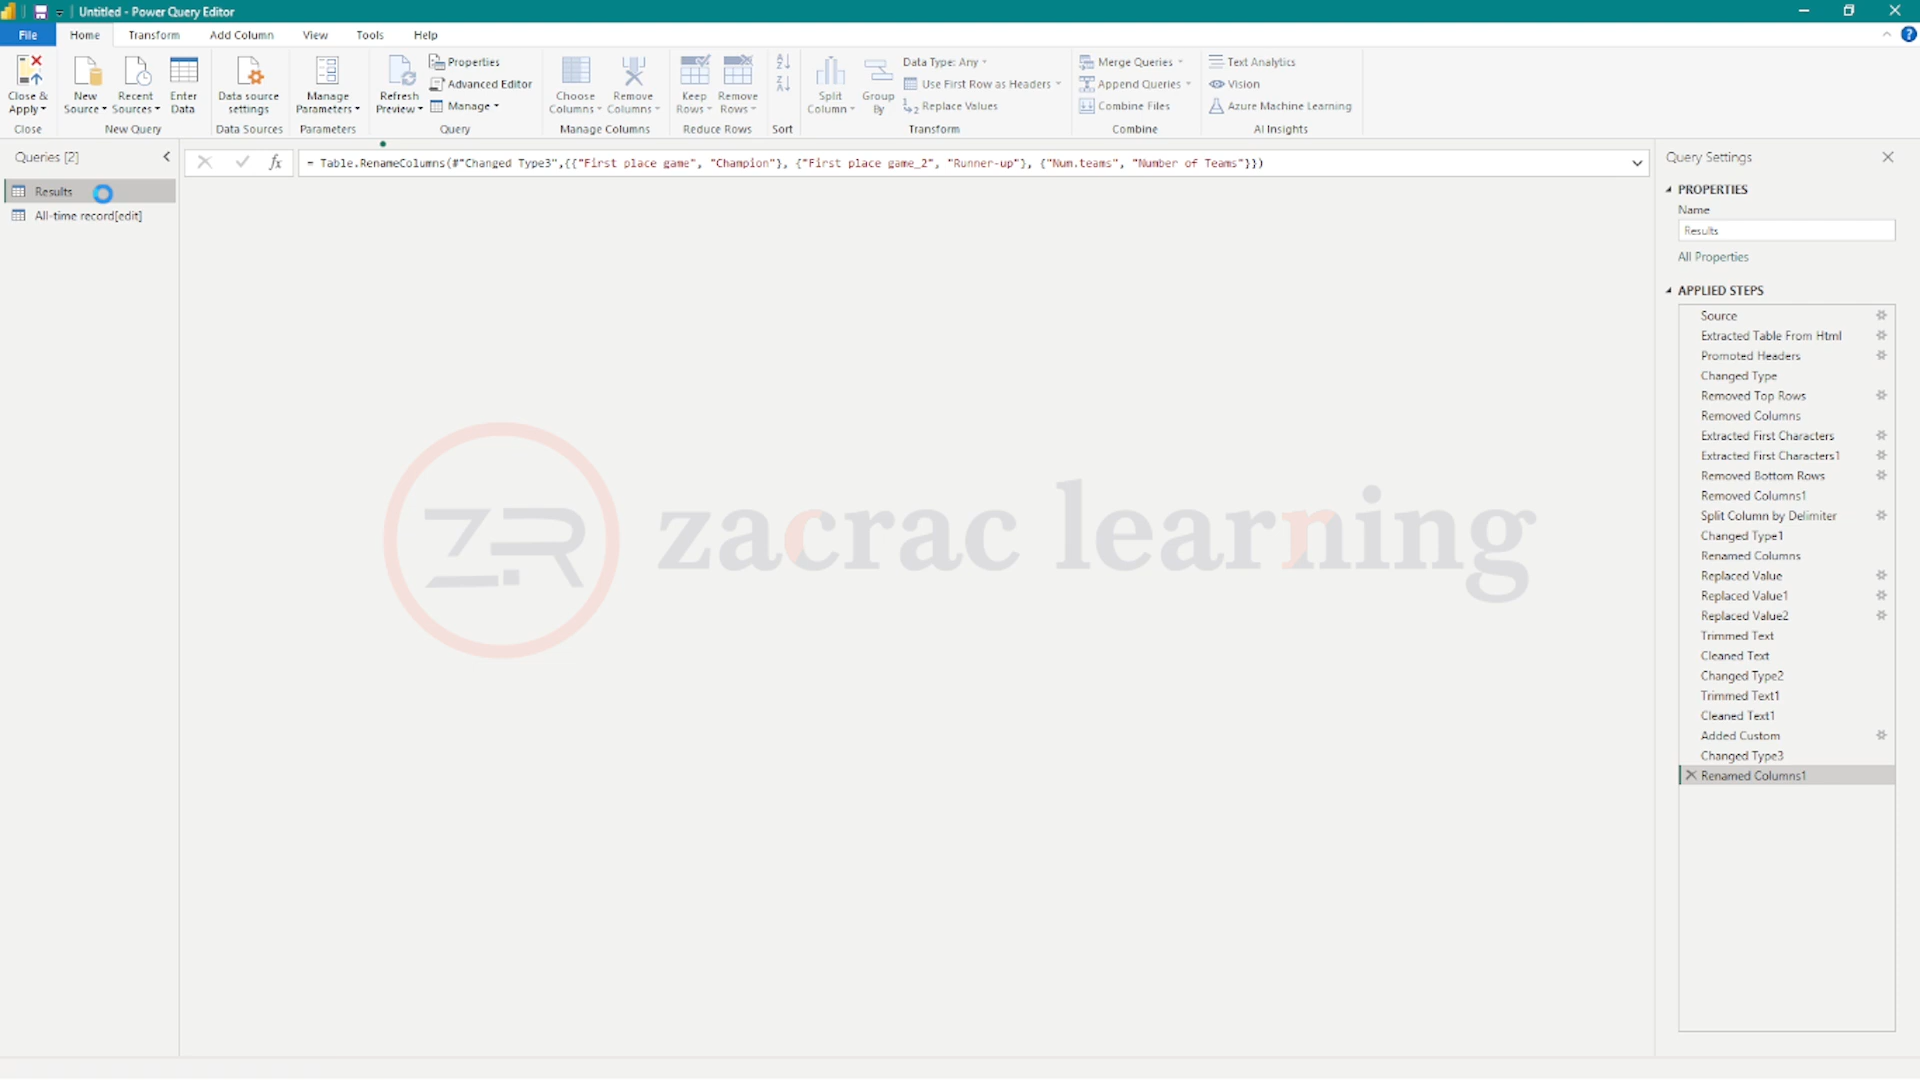 Untitled - Power Query Editor
File Home Transform Add Column View Tools Help
Close & Apply
New Source
Recent Sources
Enter Data
Data source settings
Manage Parameters
Refresh Preview
Properties
Advanced Editor
Manage
Choose Columns
Remove Columns
Keep Rows
Remove Rows
Split Column
Group By
Data Type: Any
Use First Row as Headers
Replace Values
Merge Queries
Append Queries
Combine Files
Text Analytics
Vision
Azure Machine Learning
Close New Query Data Sources Parameters Query Manage Columns Reduce Rows Sort Transform Combine AI Insights
Queries [2]
Results
All-time record[edit]
fx
= Table.RenameColumns(#"Changed Type3",{{"First place game", "Champion"}, {"First place game_2", "Runner-up"}, {"Num.teams", "Number of Teams"}})
ZR zacrac learning
Query Settings
PROPERTIES
Name
Results
All Properties
APPLIED STEPS
Source
Extracted Table From Html
Promoted Headers
Changed Type
Removed Top Rows
Removed Columns
Extracted First Characters
Extracted First Characters1
Removed Bottom Rows
Removed Columns1
Split Column by Delimiter
Changed Type1
Renamed Columns
Replaced Value
Replaced Value1
Replaced Value2
Trimmed Text
Cleaned Text
Changed Type2
Trimmed Text1
Cleaned Text1
Added Custom
Changed Type3
Renamed Columns1